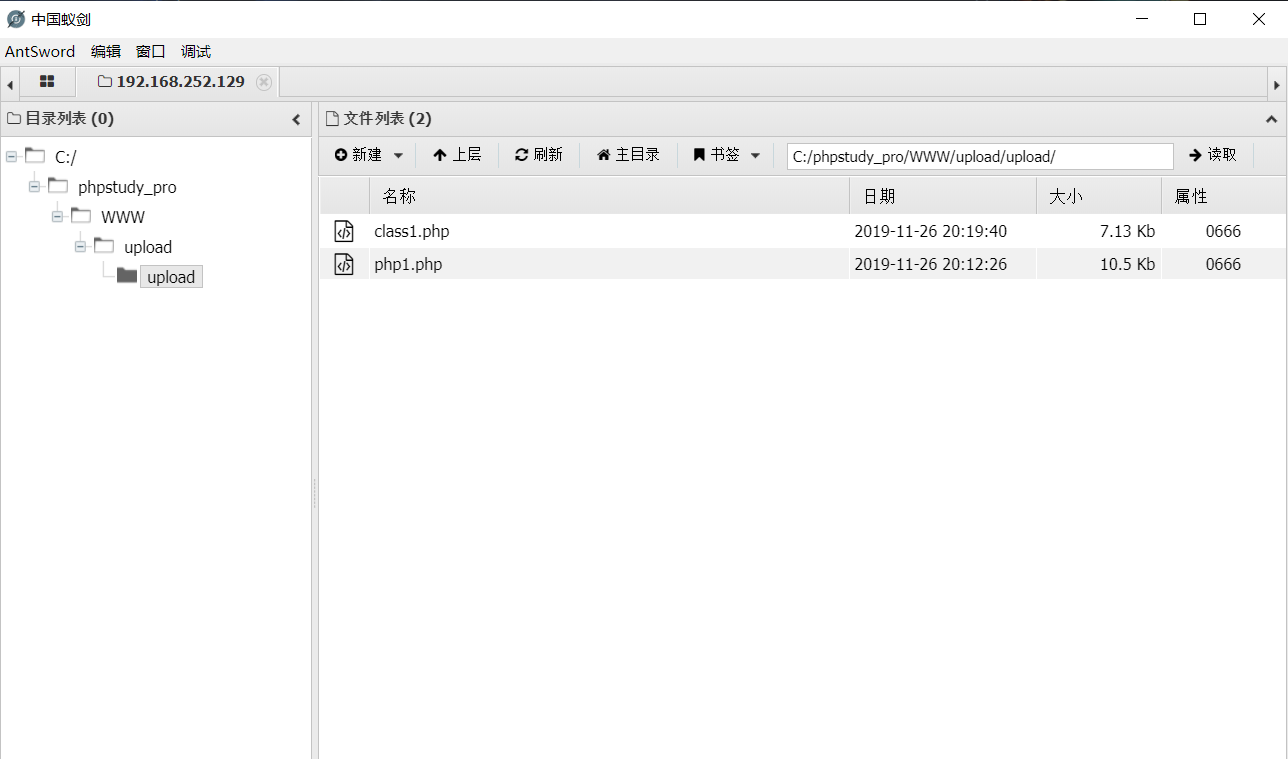 中国蚁剑
AntSword 编辑 窗口 调试
192.168.252.129
目录列表 (0)
C:/
phpstudy_pro
WWW
upload
upload
文件列表 (2)
新建 上层 刷新 主目录 书签 C:/phpstudy_pro/WWW/upload/upload/ 读取
名称 日期 大小 属性
class1.php 2019-11-26 20:19:40 7.13 Kb 0666
php1.php 2019-11-26 20:12:26 10.5 Kb 0666